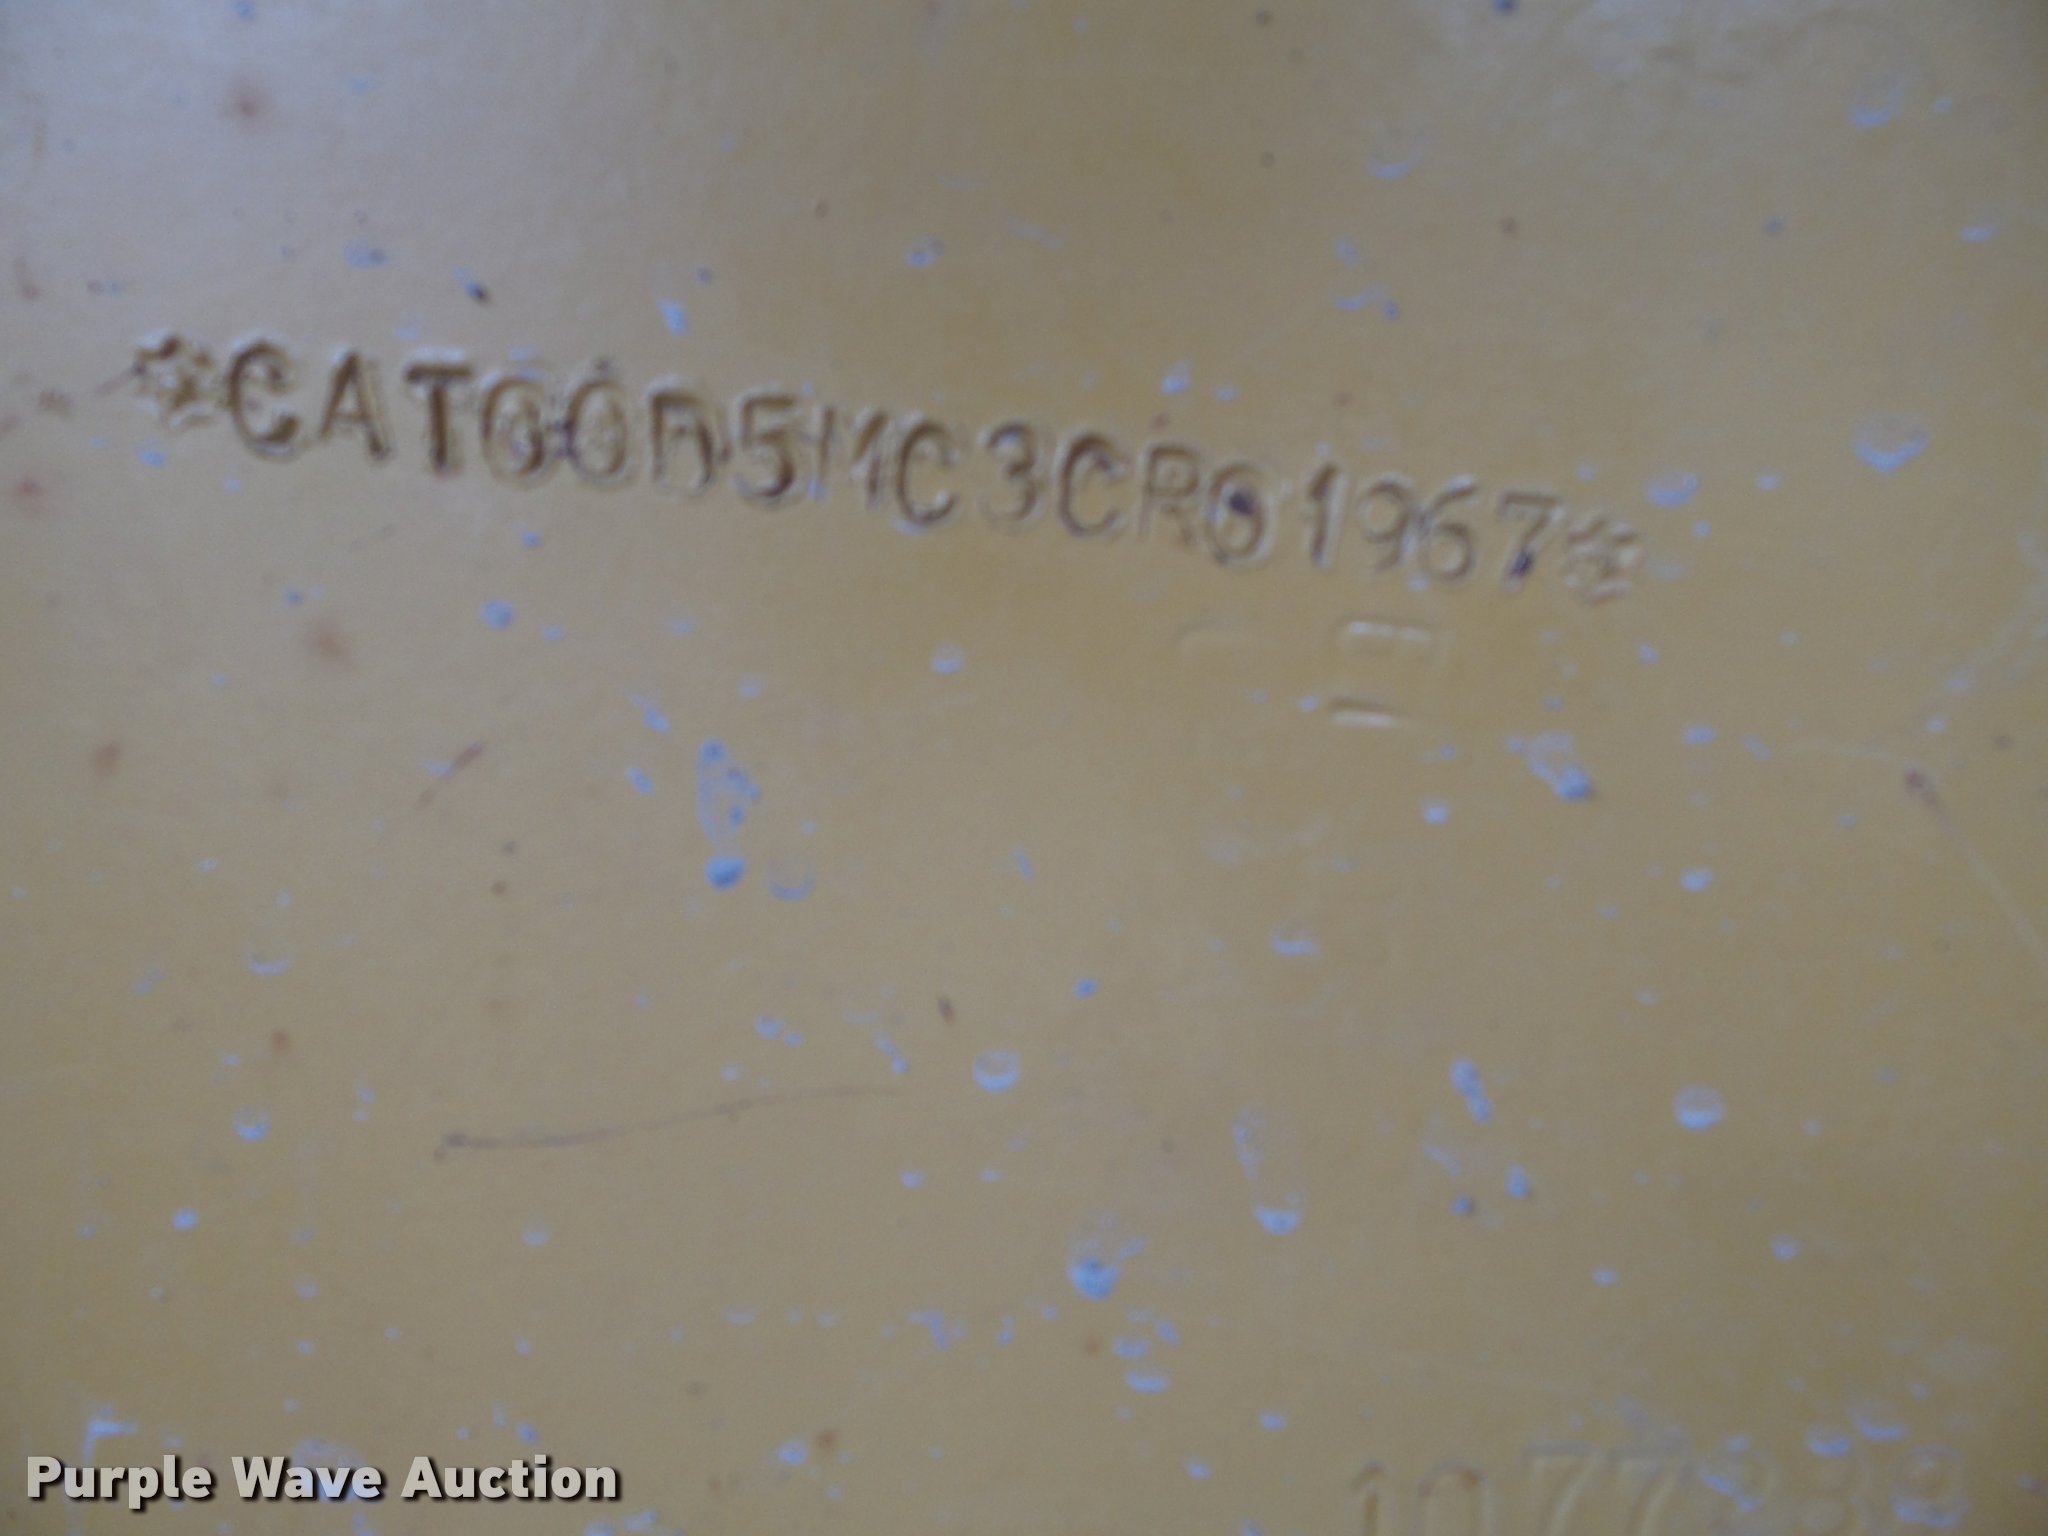 *CAT00D5MC3CR01967*
Purple Wave Auction